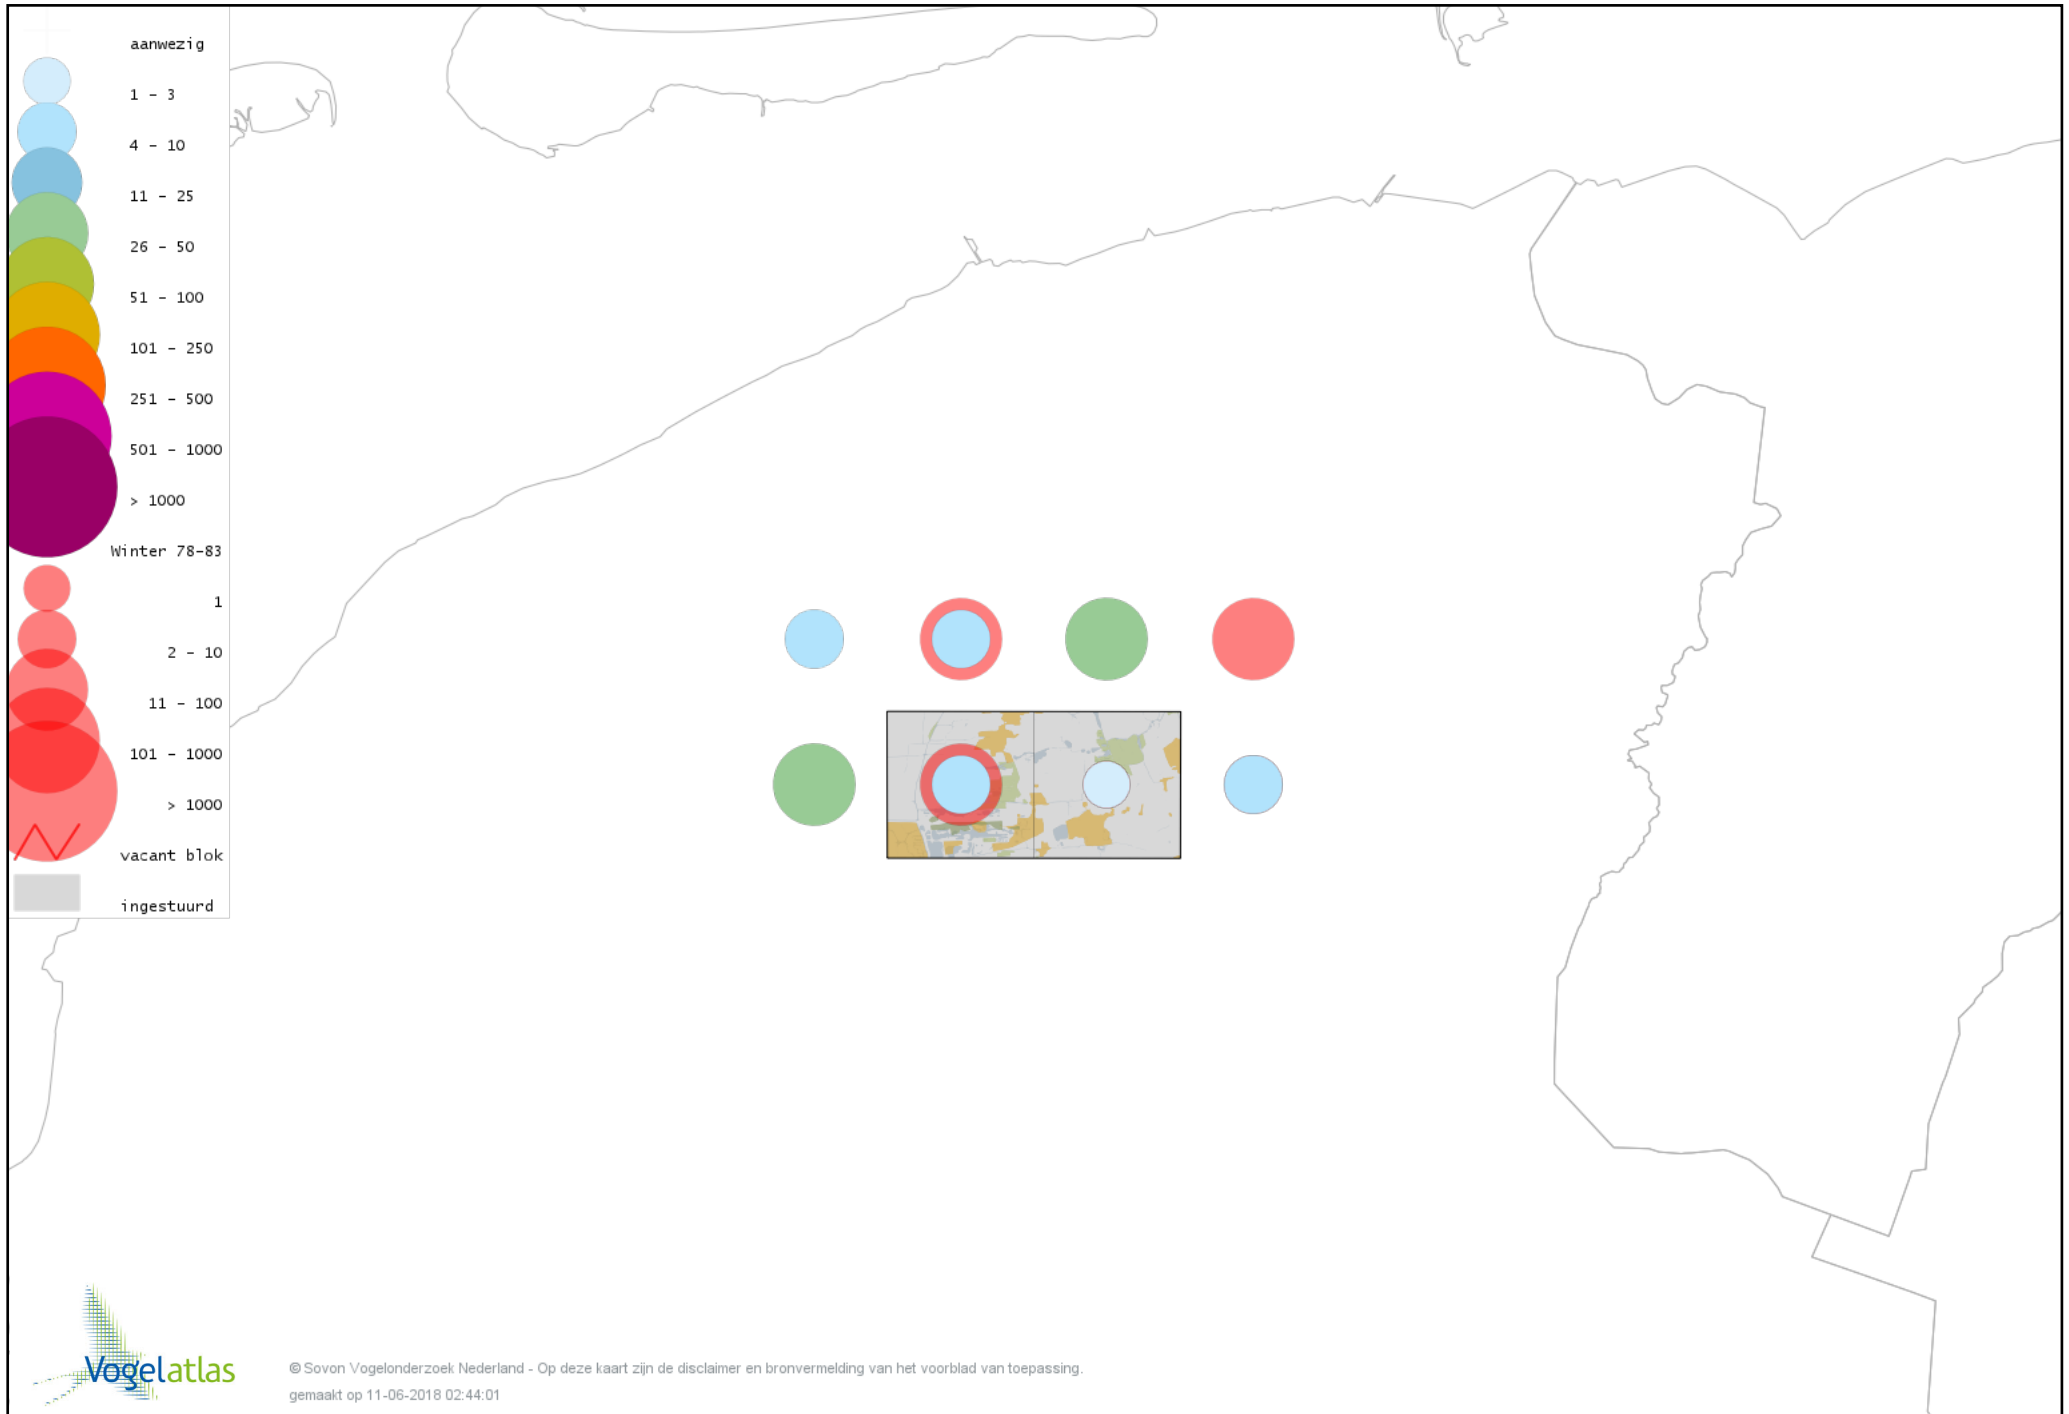 aanwezig
1 - 3
4 - 10
11 - 25
26 - 50
51 - 100
101 - 250
251 - 500
501 - 1000
> 1000
Winter 78-83
1
2 - 10
11 - 100
101 - 1000
> 1000
vacant blok
ingestuurd
Vogelatlas
© Sovon Vogelonderzoek Nederland - Op deze kaart zijn de disclaimer en bronvermelding van het voorblad van toepassing.
gemaakt op 11-06-2018 02:44:01